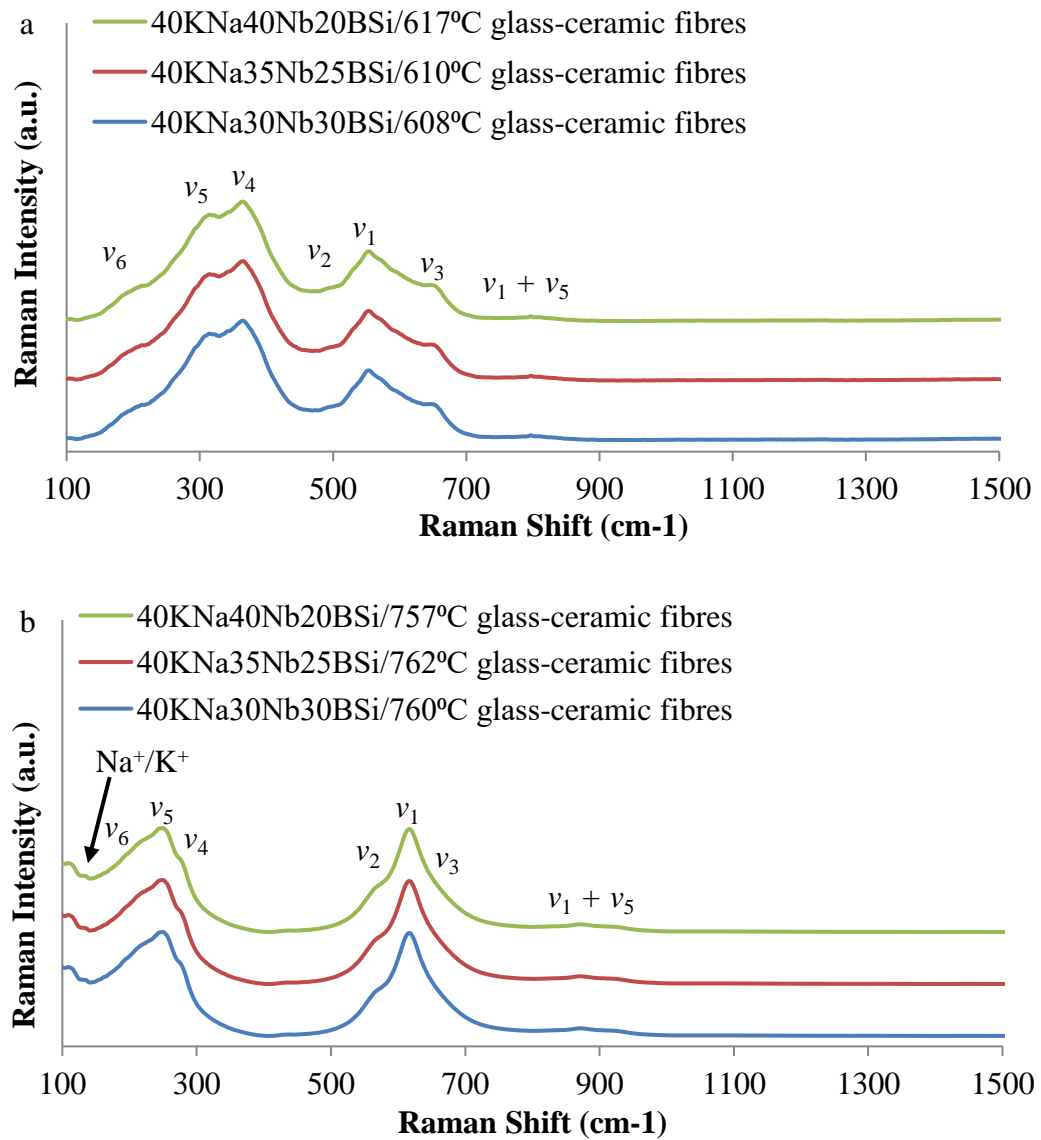 a
40KNa40Nb20BSi/617ºC glass-ceramic fibres
40KNa35Nb25BSi/610ºC glass-ceramic fibres
40KNa30Nb30BSi/608ºC glass-ceramic fibres
Raman Intensity (a.u.)
v6
v5
v4
v2
v1
v3
v1 + v5
100 300 500 700 900 1100 1300 1500
Raman Shift (cm-1)
b
40KNa40Nb20BSi/757ºC glass-ceramic fibres
40KNa35Nb25BSi/762ºC glass-ceramic fibres
40KNa30Nb30BSi/760ºC glass-ceramic fibres
Raman Intensity (a.u.)
Na⁺/K⁺
v6
v5
v4
v2
v1
v3
v1 + v5
100 300 500 700 900 1100 1300 1500
Raman Shift (cm-1)